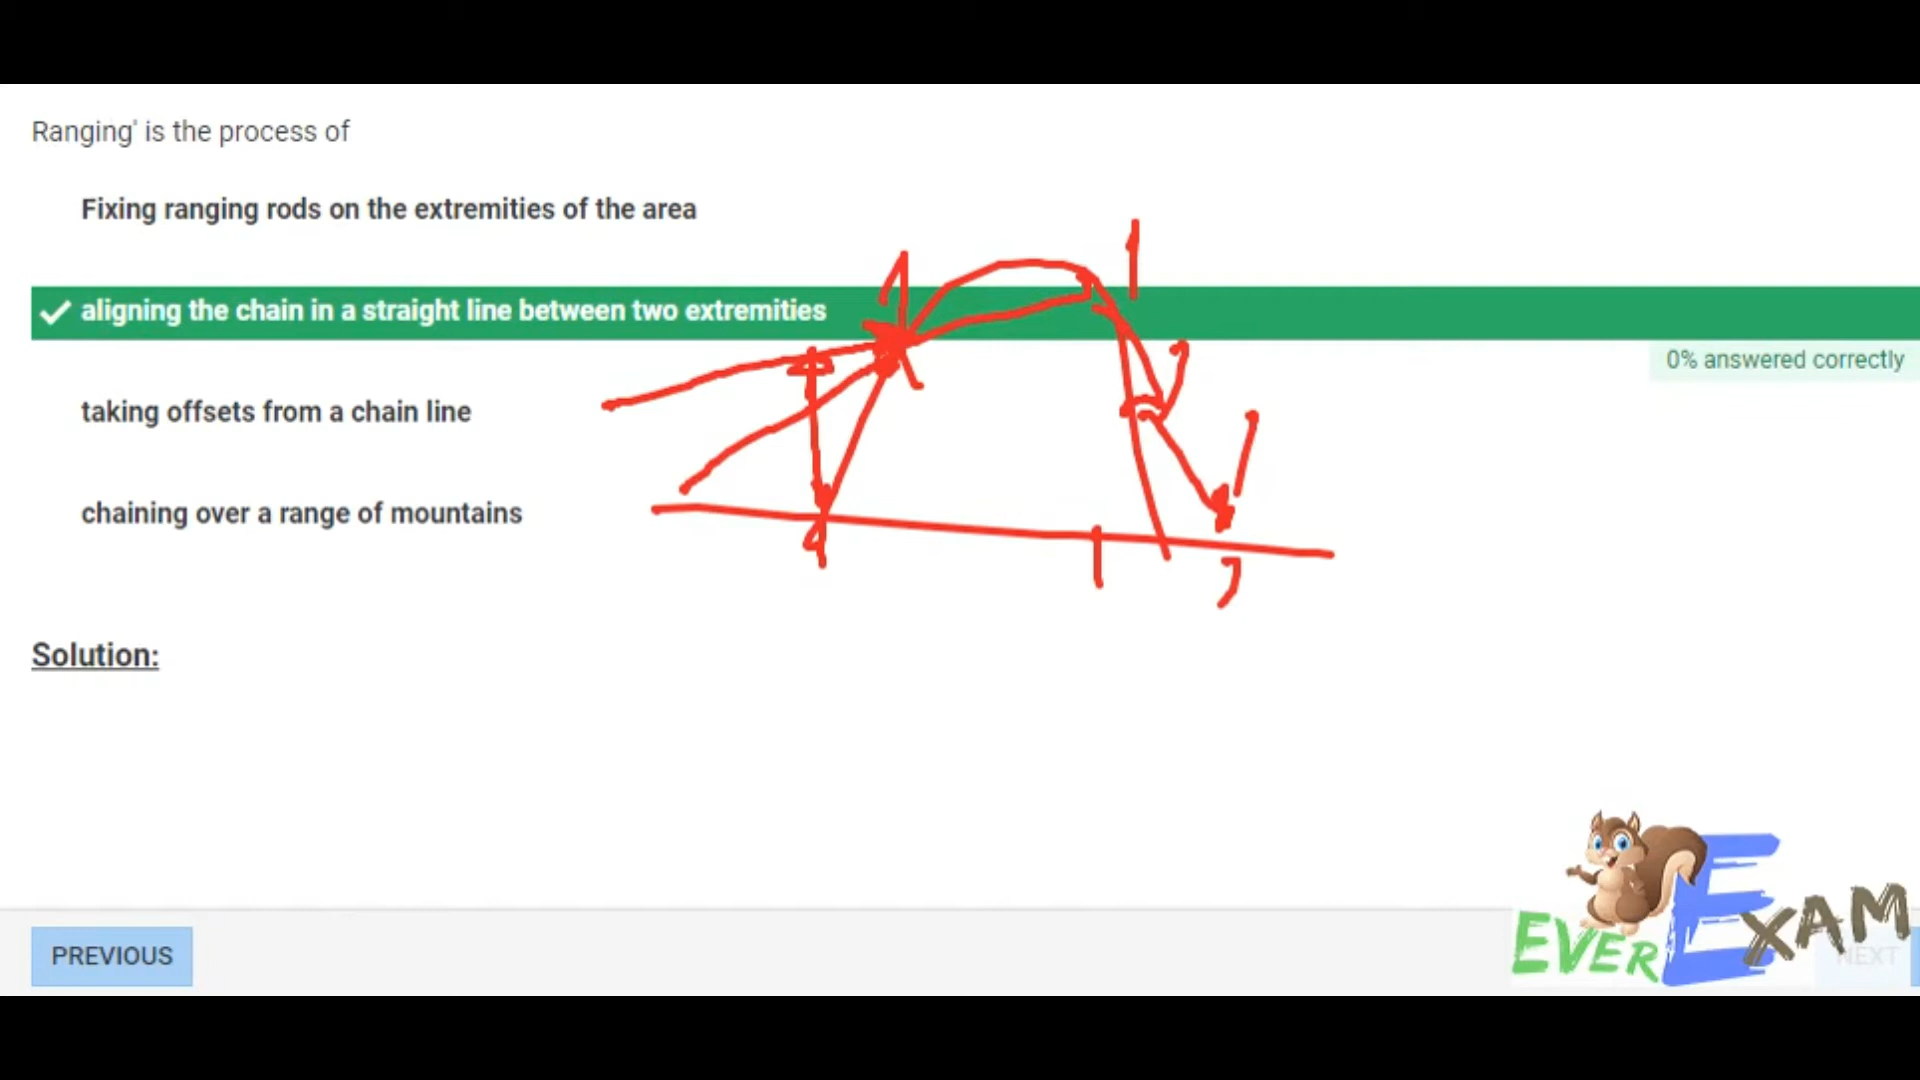 Ranging' is the process of
Fixing ranging rods on the extremities of the area
aligning the chain in a straight line between two extremities
0% answered correctly
taking offsets from a chain line
chaining over a range of mountains
Solution:
PREVIOUS
EVER EXAM
NEXT